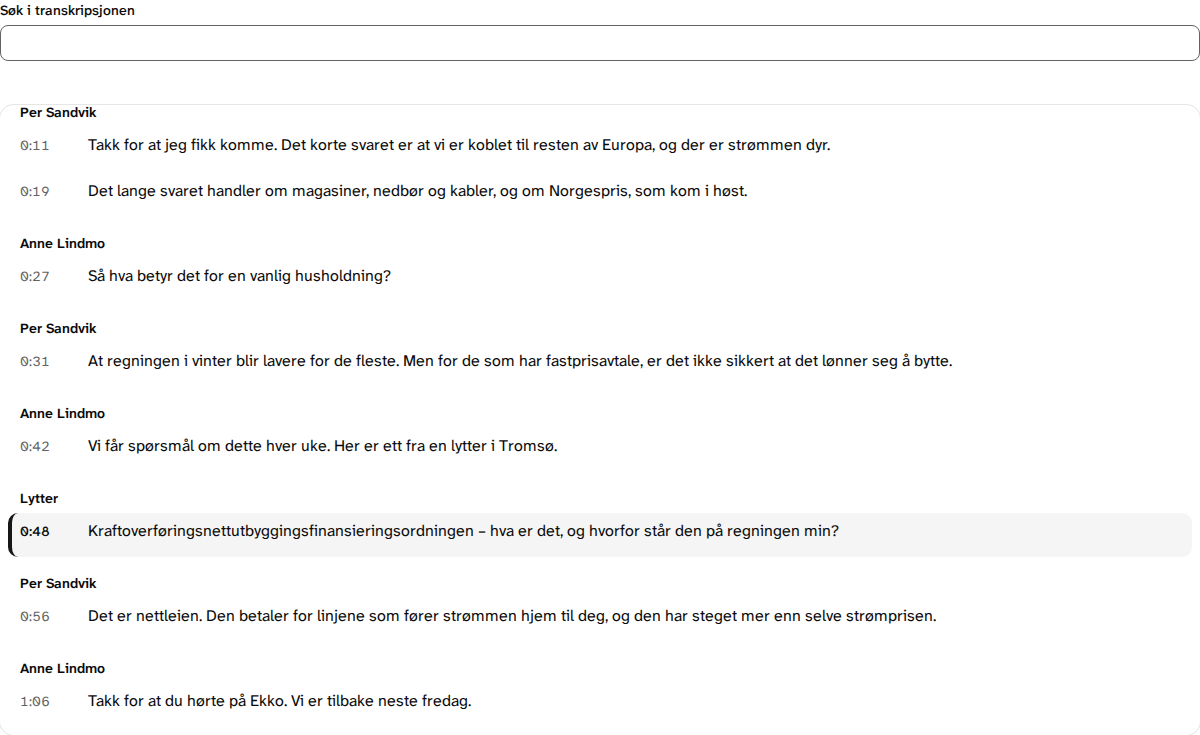 Søk i transkripsjonen
Per Sandvik
0:11 Takk for at jeg fikk komme. Det korte svaret er at vi er koblet til resten av Europa, og der er strømmen dyr.
0:19 Det lange svaret handler om magasiner, nedbør og kabler, og om Norgespris, som kom i høst.
Anne Lindmo
0:27 Så hva betyr det for en vanlig husholdning?
Per Sandvik
0:31 At regningen i vinter blir lavere for de fleste. Men for de som har fastprisavtale, er det ikke sikkert at det lønner seg å bytte.
Anne Lindmo
0:42 Vi får spørsmål om dette hver uke. Her er ett fra en lytter i Tromsø.
Lytter
0:48 Kraftoverføringsnettutbyggingsfinansieringsordningen – hva er det, og hvorfor står den på regningen min?
Per Sandvik
0:56 Det er nettleien. Den betaler for linjene som fører strømmen hjem til deg, og den har steget mer enn selve strømprisen.
Anne Lindmo
1:06 Takk for at du hørte på Ekko. Vi er tilbake neste fredag.